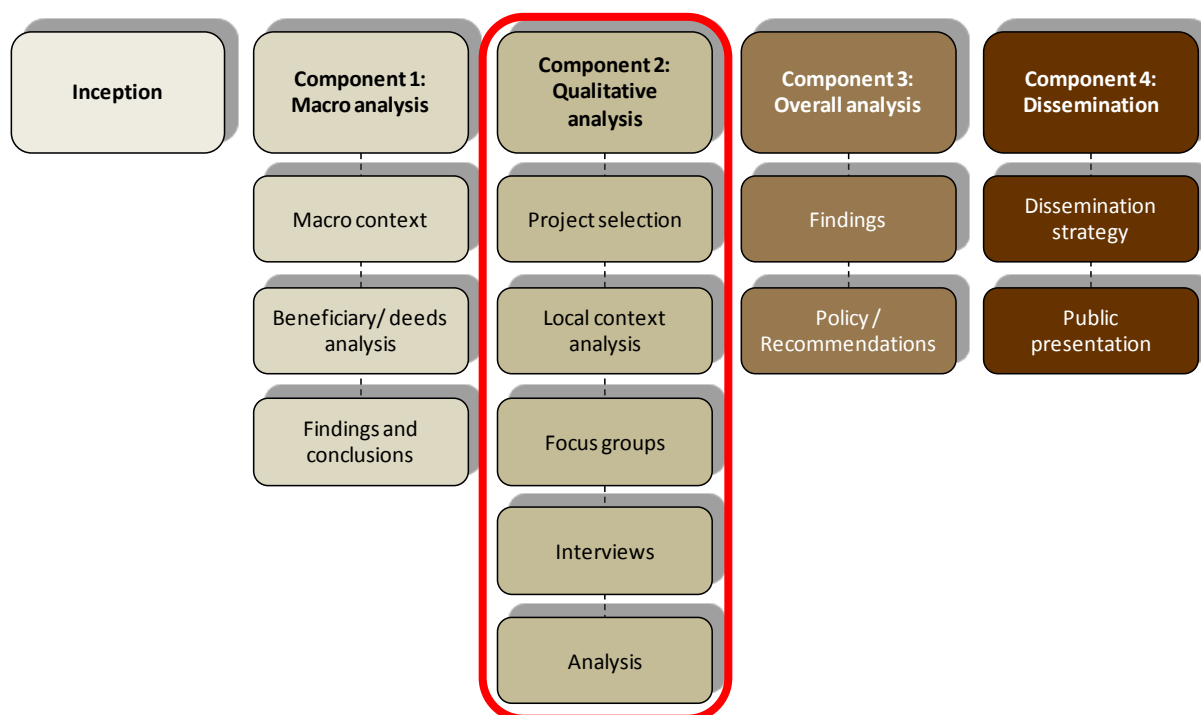 Inception
Component 1:
Macro analysis
Macro context
Beneficiary/ deeds
analysis
Findings and
conclusions
Component 2:
Qualitative
analysis
Project selection
Local context
analysis
Focus groups
Interviews
Analysis
Component 3:
Overall analysis
Findings
Policy /
Recommendations
Component 4:
Dissemination
Dissemination
strategy
Public
presentation